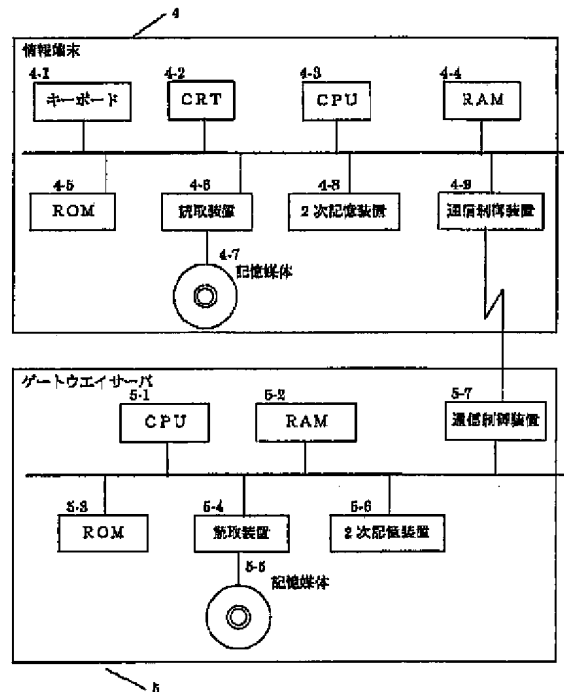 4
情報端末
4-1
キーボード
4-2
CRT
4-3
CPU
4-4
RAM
4-5
ROM
4-6
読取装置
4-8
2次記憶装置
4-9
通信制御装置
4-7
記憶媒体
ゲートウエイサーバ
5-1
CPU
5-2
RAM
5-7
通信制御装置
5-3
ROM
5-4
読取装置
5-6
2次記憶装置
5-5
記憶媒体
5